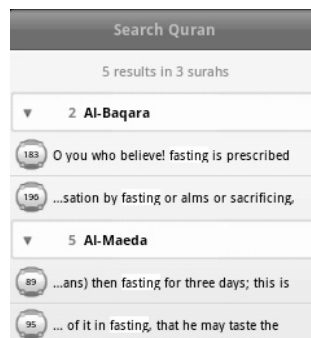 Search Quran
5 results in 3 surahs
▼ 2 Al-Baqara
183 O you who believe! fasting is prescribed
196 ...sation by fasting or alms or sacrificing,
▼ 5 Al-Maeda
89 ...ans) then fasting for three days; this is
95 ... of it in fasting, that he may taste the